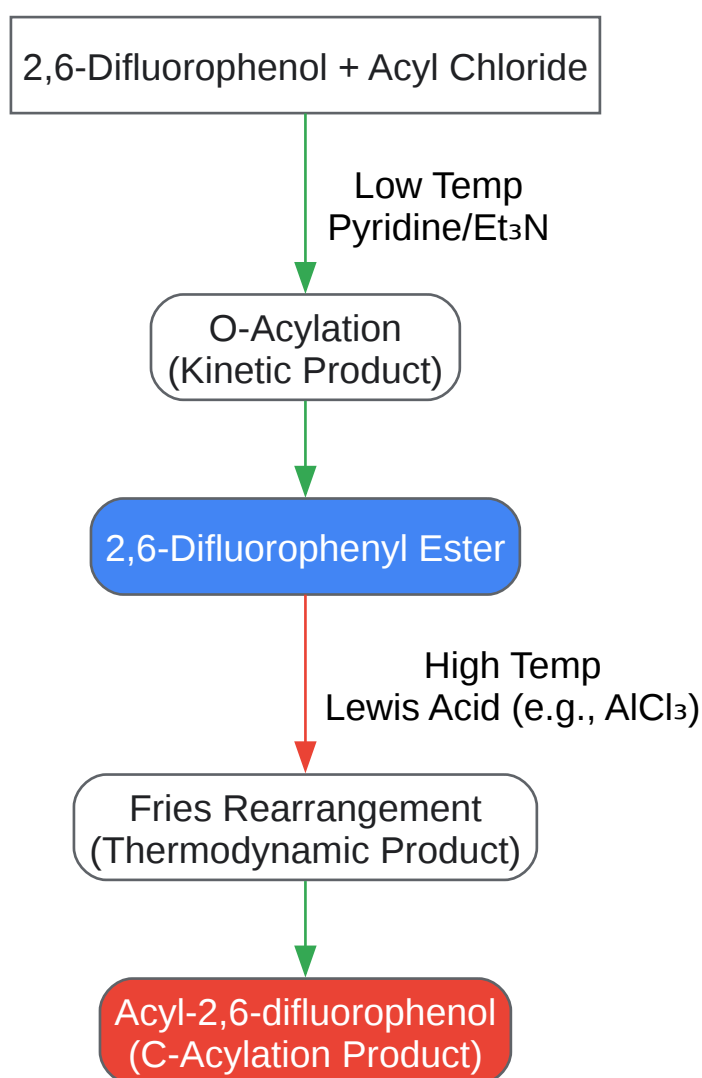 2,6-Difluorophenol + Acyl Chloride
Low Temp
Pyridine/Et₃N
O-Acylation
(Kinetic Product)
2,6-Difluorophenyl Ester
High Temp
Lewis Acid (e.g., AlCl₃)
Fries Rearrangement
(Thermodynamic Product)
Acyl-2,6-difluorophenol
(C-Acylation Product)